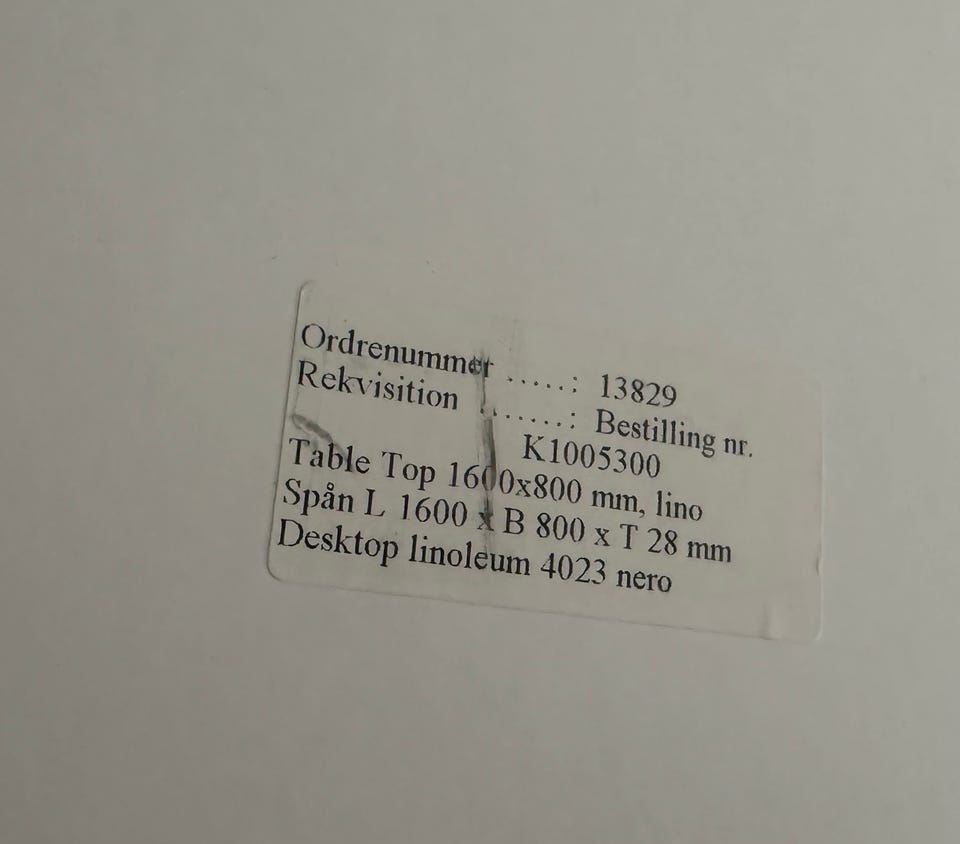 Ordrenummer .....: 13829
Rekvisition .......: Bestilling nr.
K1005300
Table Top 1600x800 mm, lino
Spån L 1600 x B 800 x T 28 mm
Desktop linoleum 4023 nero